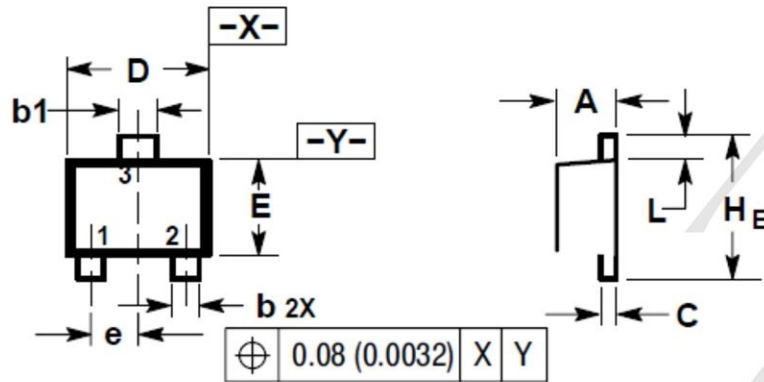 -X-
D
A
b1
-Y-
3
E
L
H E
1 2
b 2X
C
e
⌖ 0.08 (0.0032) X Y